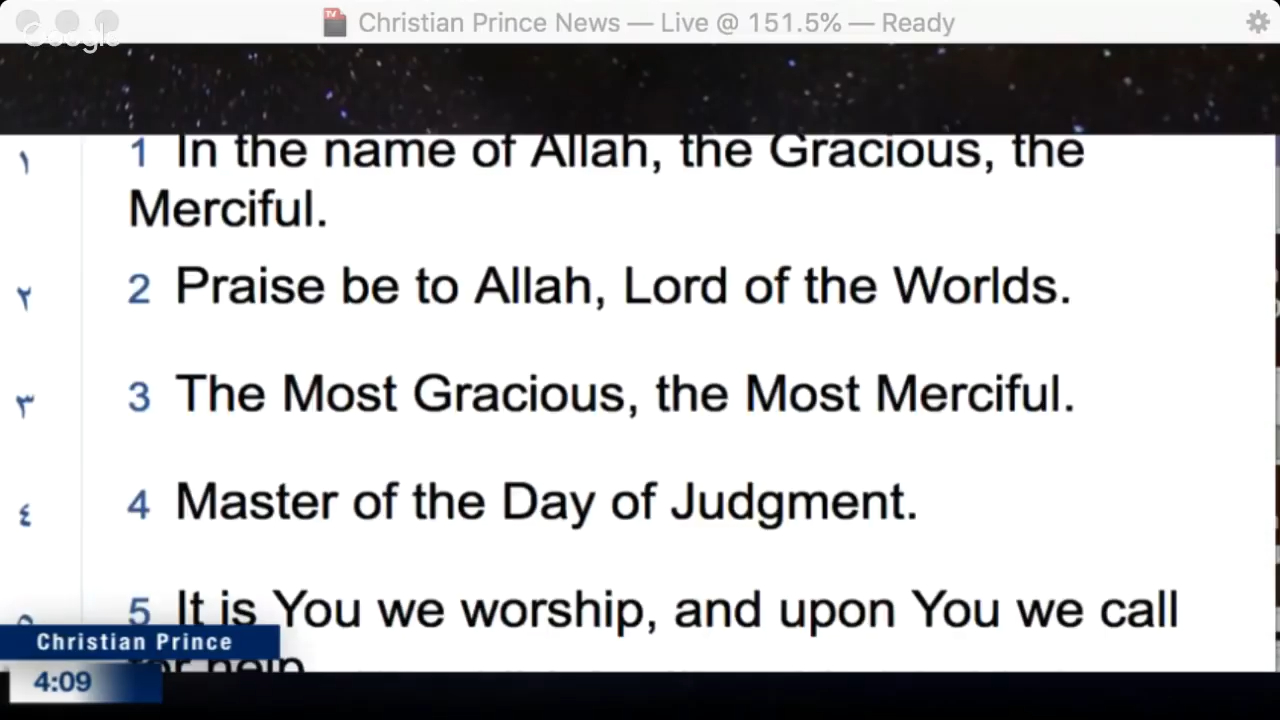 Christian Prince News — Live @ 151.5% — Ready
Google
١ 1 In the name of Allah, the Gracious, the
Merciful.
٢ 2 Praise be to Allah, Lord of the Worlds.
٣ 3 The Most Gracious, the Most Merciful.
٤ 4 Master of the Day of Judgment.
5 It is You we worship, and upon You we call
for help
Christian Prince
4:09